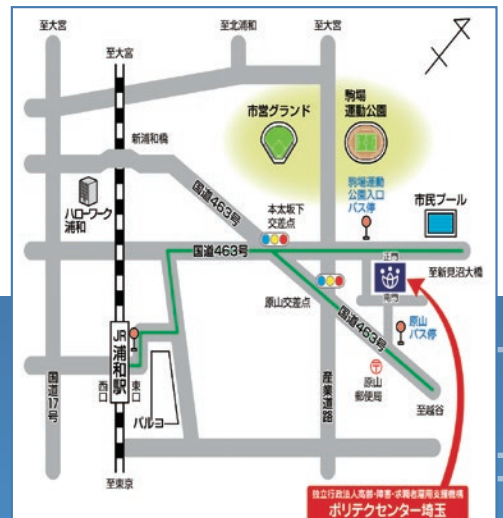 至大宮
至北浦和
至大宮
至大宮
市営グランド
駒場
運動公園
新浦和橋
国道463号
駒場運動
公園入口
バス停
市民プール
ハローワーク
浦和
本太坂下
交差点
国道463号
正門
至新見沼大橋
南門
原山交差点
国道463号
原山
バス停
JR浦和駅
西口
東口
パルコ
国道17号
産業道路
原山
郵便局
至越谷
至東京
独立行政法人高齢・障害・求職者雇用支援機構
ポリテクセンター埼玉